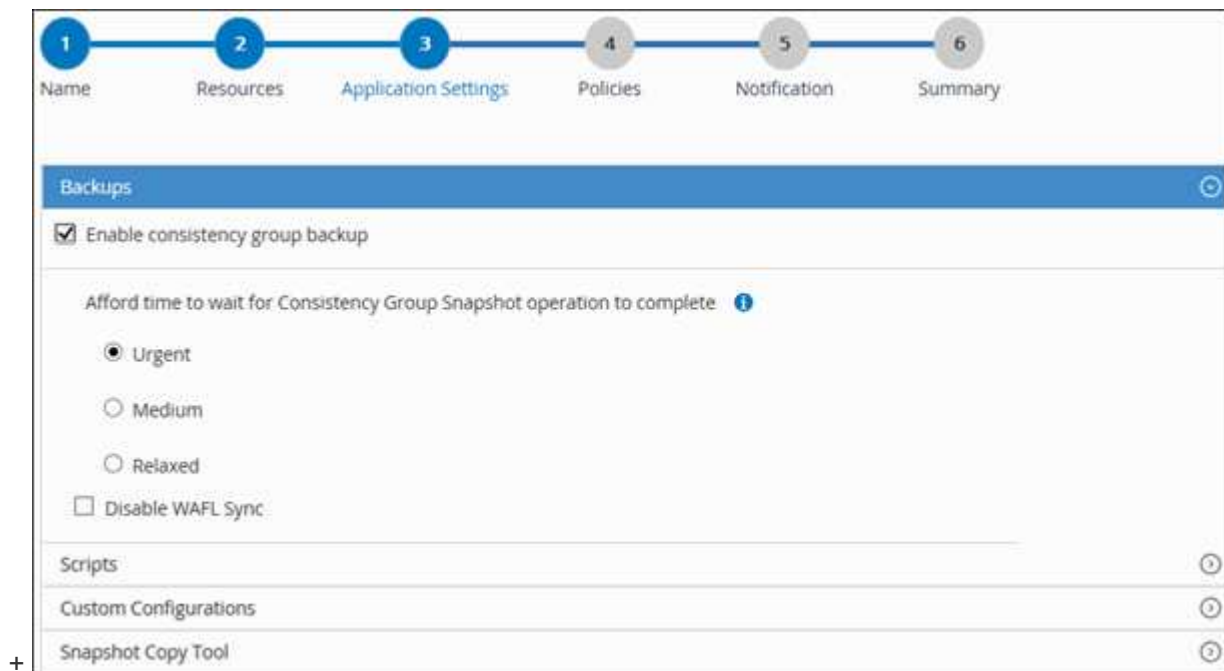 1 2 3 4 5 6
Name Resources Application Settings Policies Notification Summary
Backups
Enable consistency group backup
Afford time to wait for Consistency Group Snapshot operation to complete i
Urgent
Medium
Relaxed
Disable WAFL Sync
Scripts
Custom Configurations
Snapshot Copy Tool
+